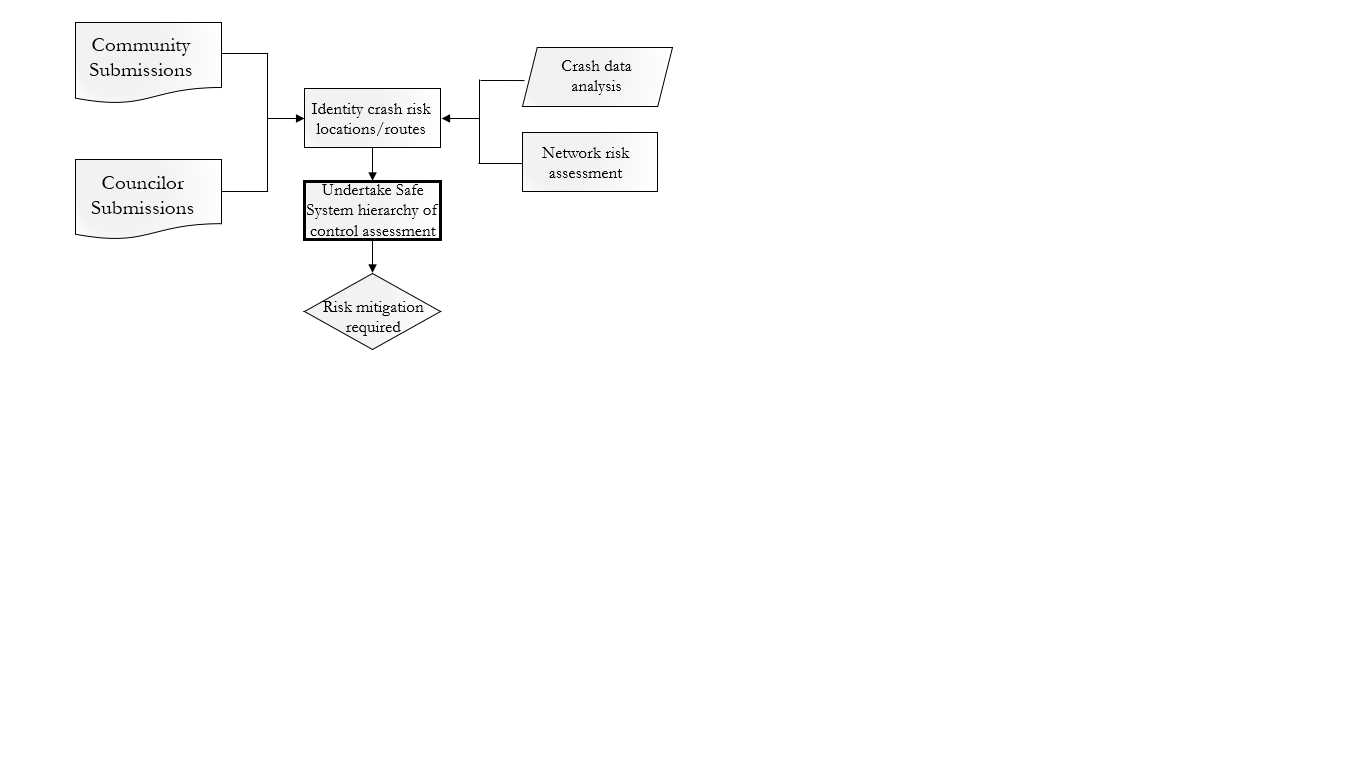 Community
Submissions
Councilor
Submissions
Identity crash risk
locations/routes
Crash data
analysis
Network risk
assessment
Undertake Safe
System hierarchy of
control assessment
Risk mitigation
required